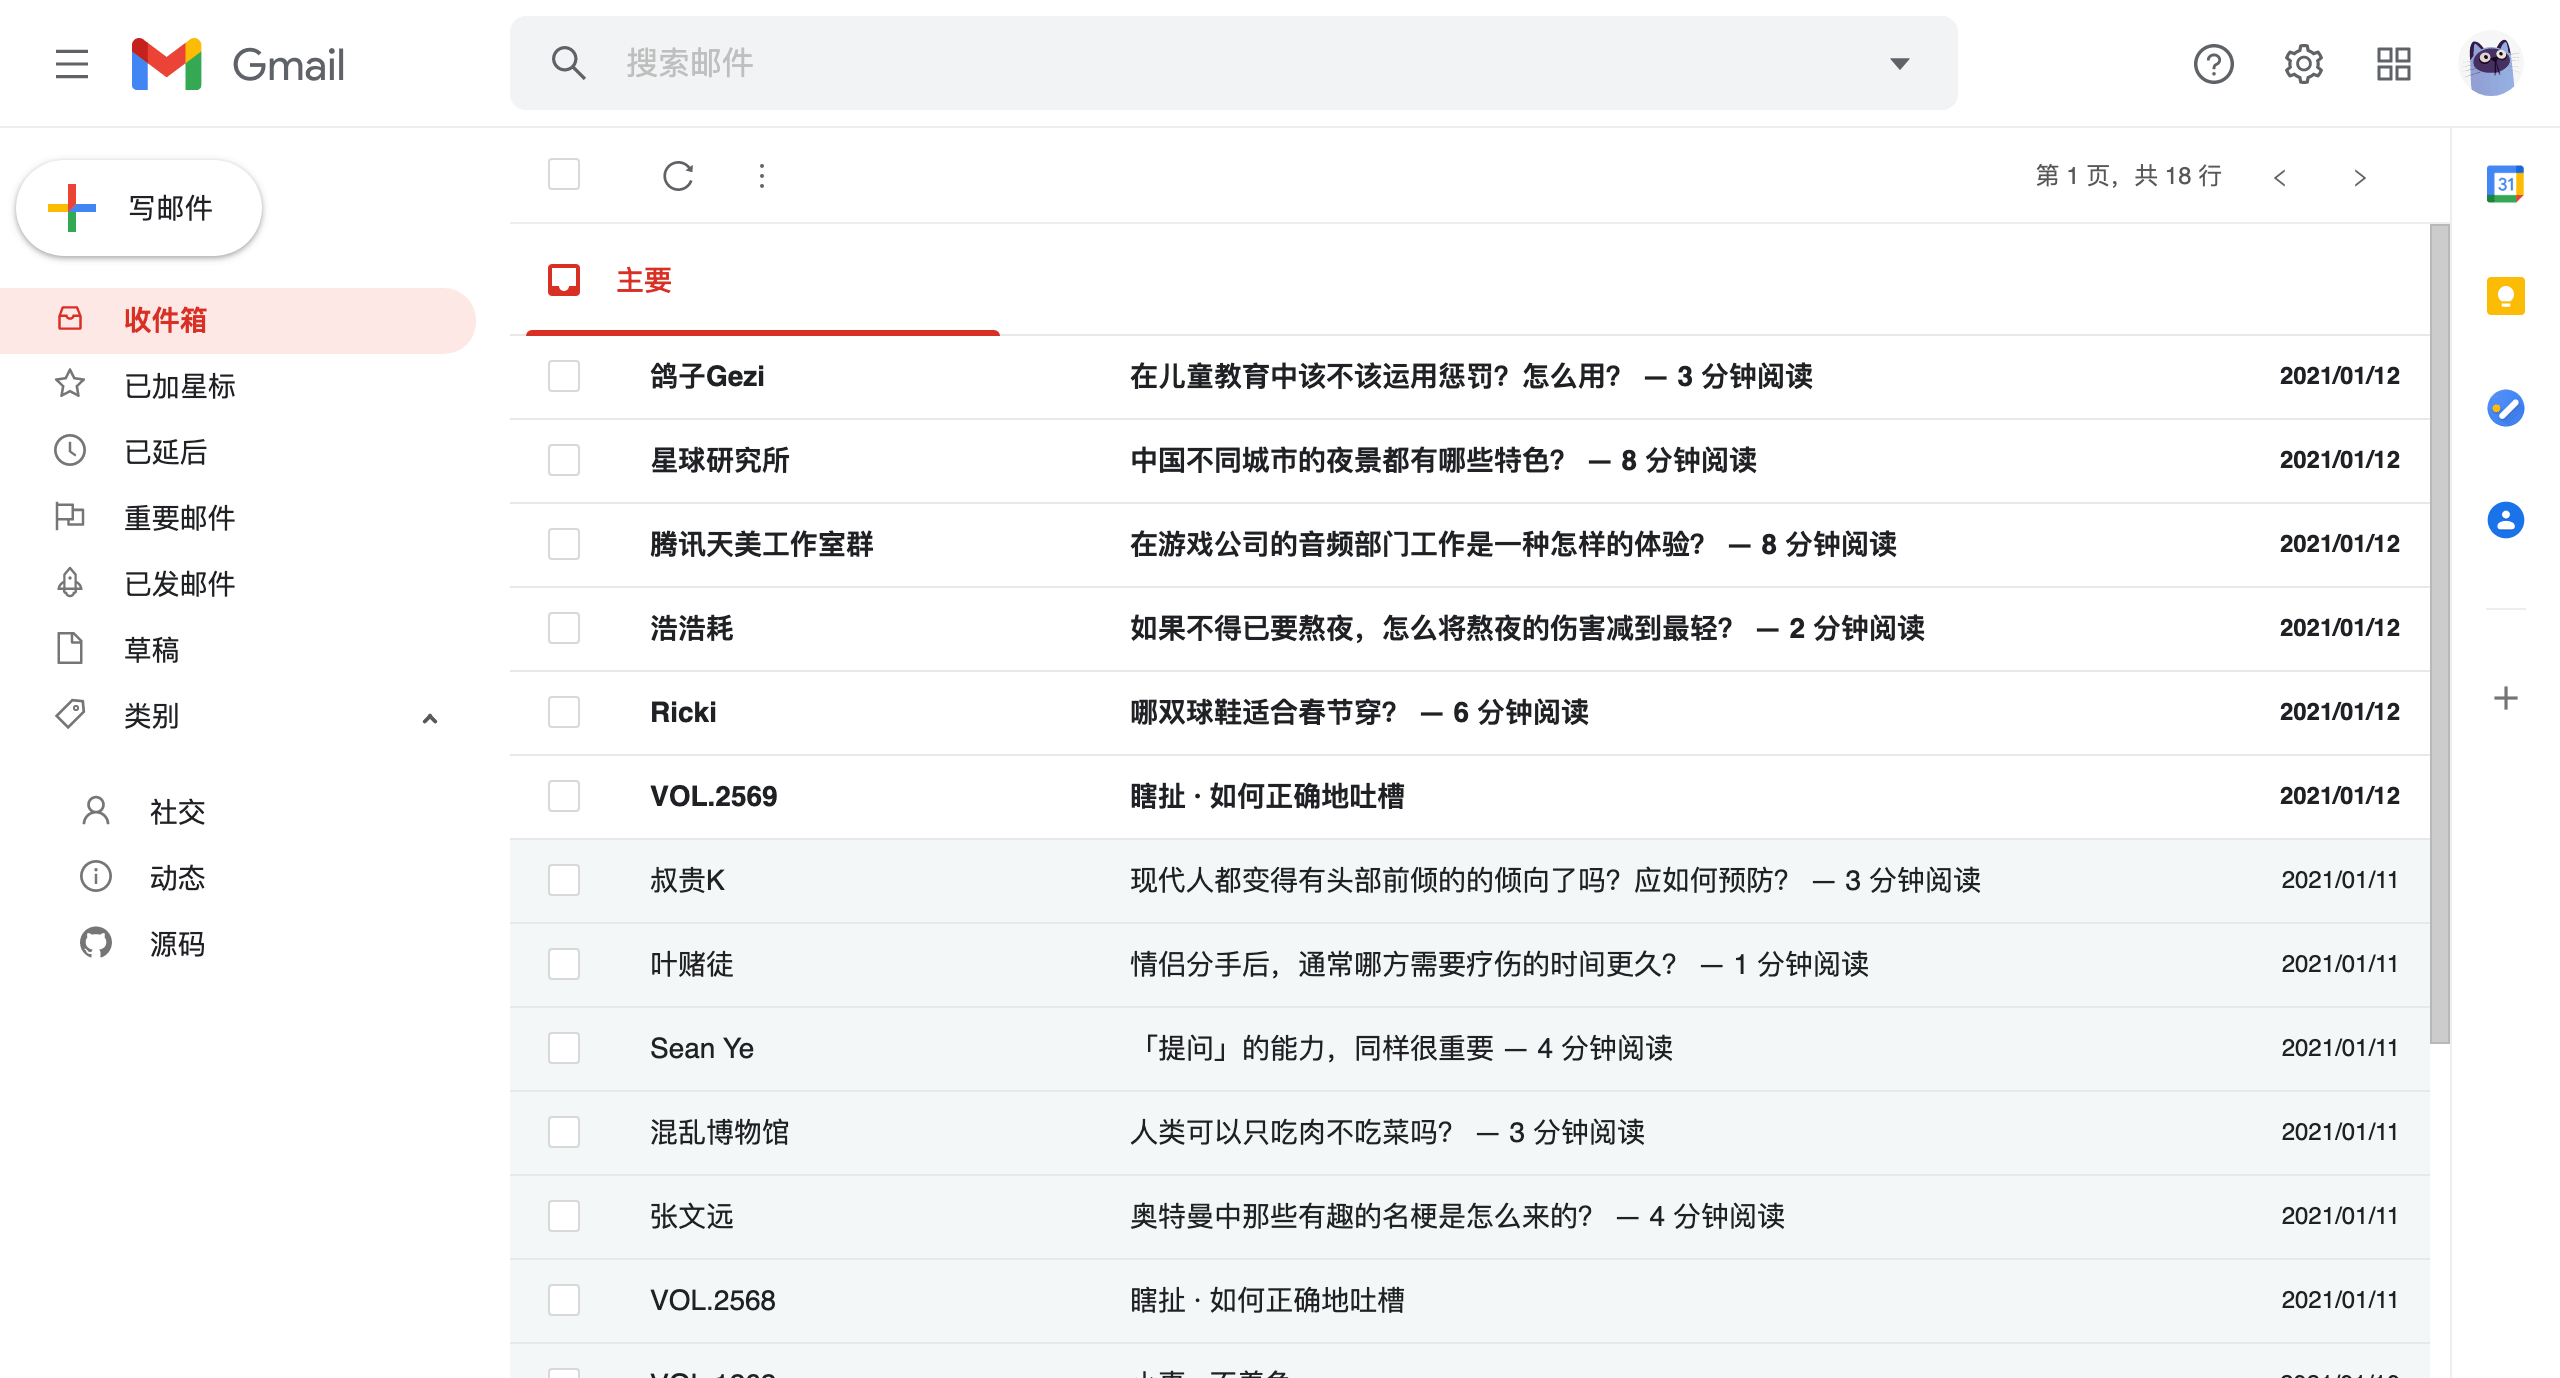 Gmail
搜索邮件
写邮件
第 1 页，共 18 行
31
收件箱
已加星标
已延后
重要邮件
已发邮件
草稿
类别
社交
动态
源码
主要
鸽子Gezi 在儿童教育中该不该运用惩罚？怎么用？ — 3 分钟阅读 2021/01/12
星球研究所 中国不同城市的夜景都有哪些特色？ — 8 分钟阅读 2021/01/12
腾讯天美工作室群 在游戏公司的音频部门工作是一种怎样的体验？ — 8 分钟阅读 2021/01/12
浩浩耗 如果不得已要熬夜，怎么将熬夜的伤害减到最轻？ — 2 分钟阅读 2021/01/12
Ricki 哪双球鞋适合春节穿？ — 6 分钟阅读 2021/01/12
VOL.2569 瞎扯 · 如何正确地吐槽 2021/01/12
叔贵K 现代人都变得有头部前倾的的倾向了吗？应如何预防？ — 3 分钟阅读 2021/01/11
叶赌徒 情侣分手后，通常哪方需要疗伤的时间更久？ — 1 分钟阅读 2021/01/11
Sean Ye 「提问」的能力，同样很重要 — 4 分钟阅读 2021/01/11
混乱博物馆 人类可以只吃肉不吃菜吗？ — 3 分钟阅读 2021/01/11
张文远 奥特曼中那些有趣的名梗是怎么来的？ — 4 分钟阅读 2021/01/11
VOL.2568 瞎扯 · 如何正确地吐槽 2021/01/11